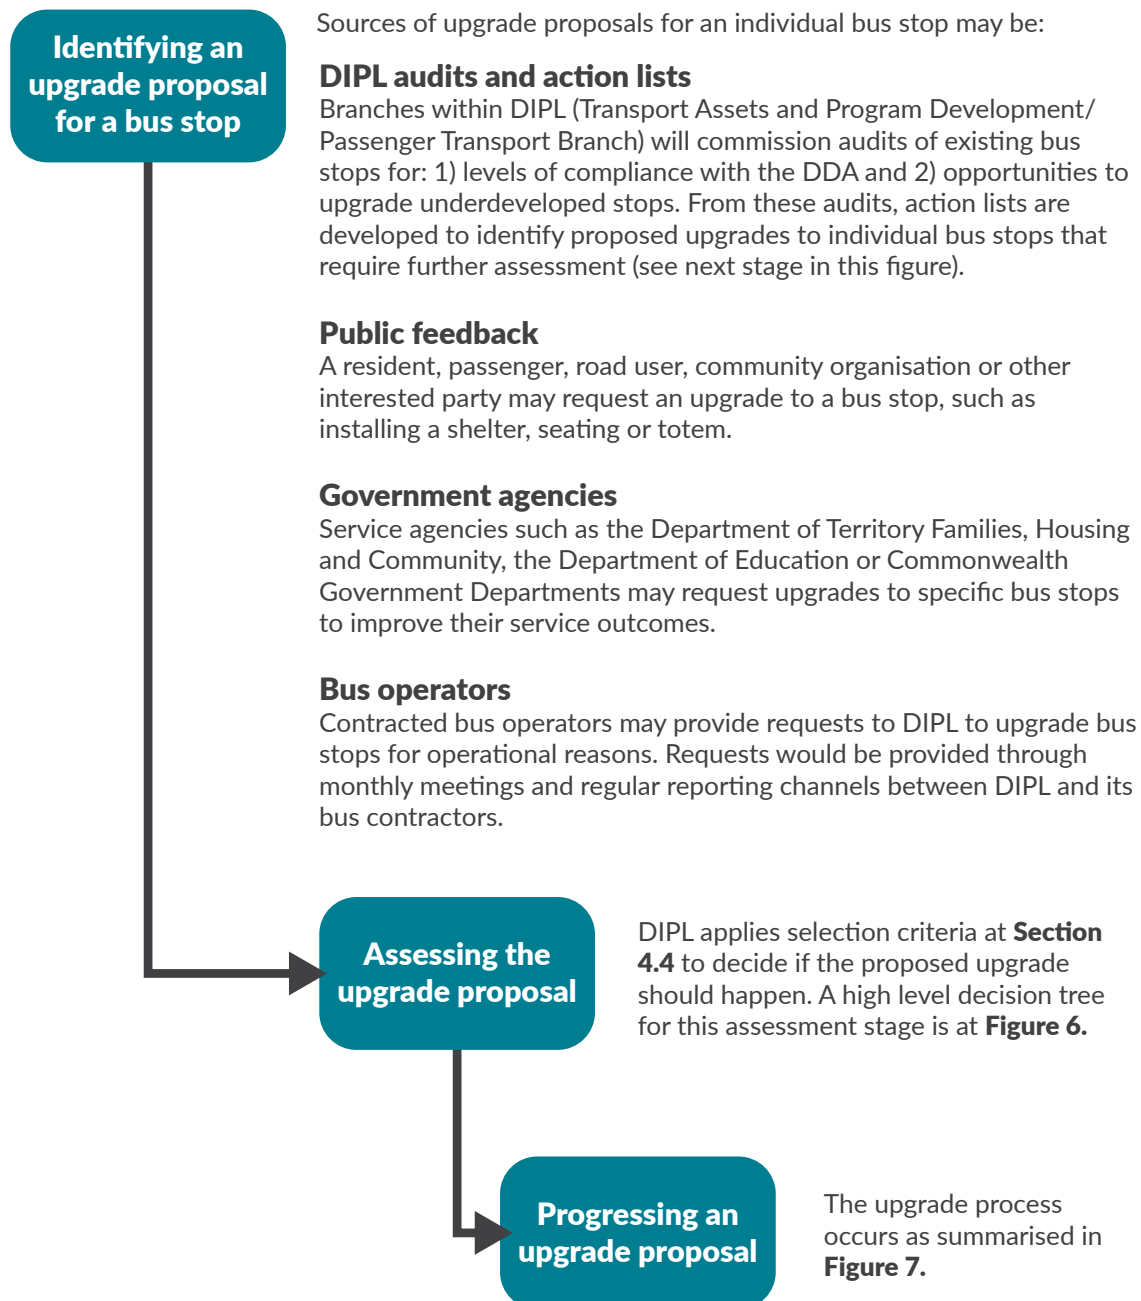 Identifying an
upgrade proposal
for a bus stop
Sources of upgrade proposals for an individual bus stop may be:
DIPL audits and action lists
Branches within DIPL (Transport Assets and Program Development/
Passenger Transport Branch) will commission audits of existing bus
stops for: 1) levels of compliance with the DDA and 2) opportunities to
upgrade underdeveloped stops. From these audits, action lists are
developed to identify proposed upgrades to individual bus stops that
require further assessment (see next stage in this figure).
Public feedback
A resident, passenger, road user, community organisation or other
interested party may request an upgrade to a bus stop, such as
installing a shelter, seating or totem.
Government agencies
Service agencies such as the Department of Territory Families, Housing
and Community, the Department of Education or Commonwealth
Government Departments may request upgrades to specific bus stops
to improve their service outcomes.
Bus operators
Contracted bus operators may provide requests to DIPL to upgrade bus
stops for operational reasons. Requests would be provided through
monthly meetings and regular reporting channels between DIPL and its
bus contractors.
Assessing the
upgrade proposal
DIPL applies selection criteria at Section
4.4 to decide if the proposed upgrade
should happen. A high level decision tree
for this assessment stage is at Figure 6.
Progressing an
upgrade proposal
The upgrade process
occurs as summarised in
Figure 7.